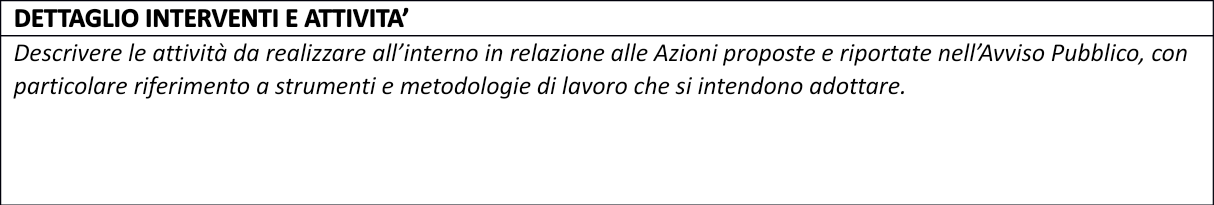 DETTAGLIO INTERVENTI E ATTIVITA’
Descrivere le attività da realizzare all’interno in relazione alle Azioni proposte e riportate nell’Avviso Pubblico, con
particolare riferimento a strumenti e metodologie di lavoro che si intendono adottare.